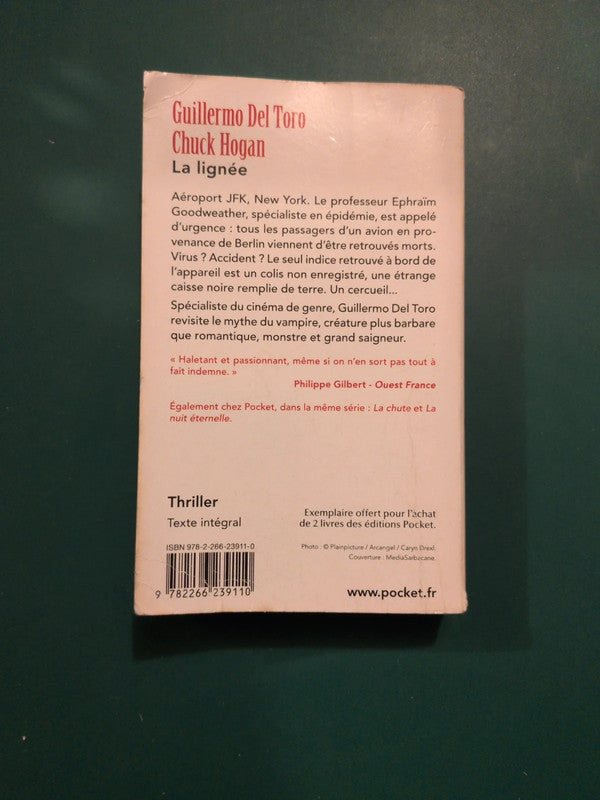 Guillermo Del Toro
Chuck Hogan
La lignée
Aéroport JFK, New York. Le professeur Ephraïm
Goodweather, spécialiste en épidémie, est appelé
d'urgence : tous les passagers d'un avion en pro-
venance de Berlin viennent d'être retrouvés morts.
Virus ? Accident ? Le seul indice retrouvé à bord de
l'appareil est un colis non enregistré, une étrange
caisse noire remplie de terre. Un cercueil...
Spécialiste du cinéma de genre, Guillermo Del Toro
revisite le mythe du vampire, créature plus barbare
que romantique, monstre et grand saigneur.
« Haletant et passionnant, même si on n'en sort pas tout à
fait indemne. »
Philippe Gilbert - Ouest France
Également chez Pocket, dans la même série : La chute et La
nuit éternelle.
Thriller
Texte intégral
Exemplaire offert pour l'achat
de 2 livres des éditions Pocket.
ISBN 978-2-266-23911-0
Photo : © Plainpicture / Arcangel / Caryn Drexl.
Couverture : MediaSarbacane.
9 782266 239110
www.pocket.fr